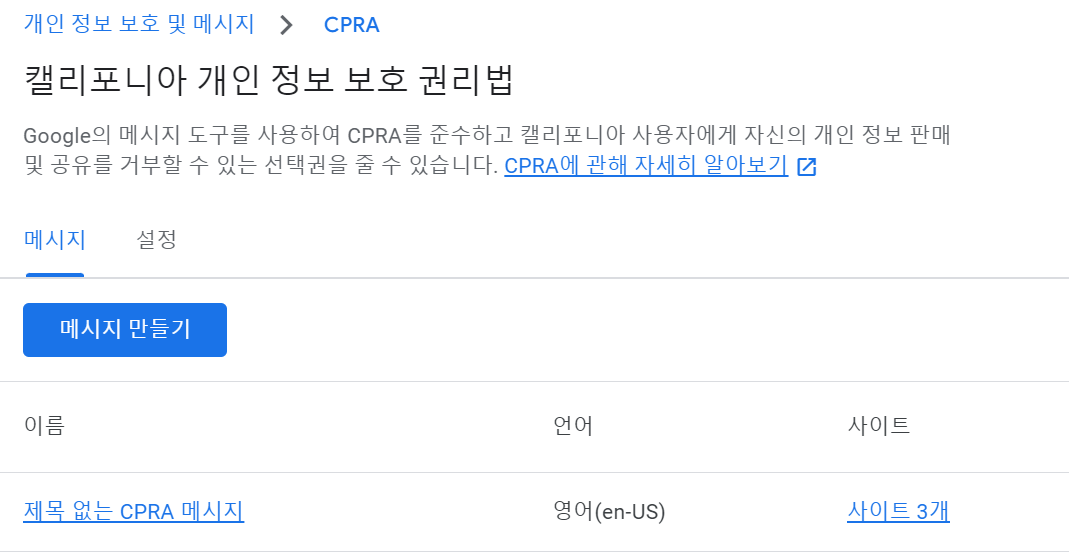 개인 정보 보호 및 메시지 > CPRA
캘리포니아 개인 정보 보호 권리법
Google의 메시지 도구를 사용하여 CPRA를 준수하고 캘리포니아 사용자에게 자신의 개인 정보 판매
및 공유를 거부할 수 있는 선택권을 줄 수 있습니다. CPRA에 관해 자세히 알아보기
메시지 설정
메시지 만들기
이름 언어 사이트
제목 없는 CPRA 메시지 영어(en-US) 사이트 3개